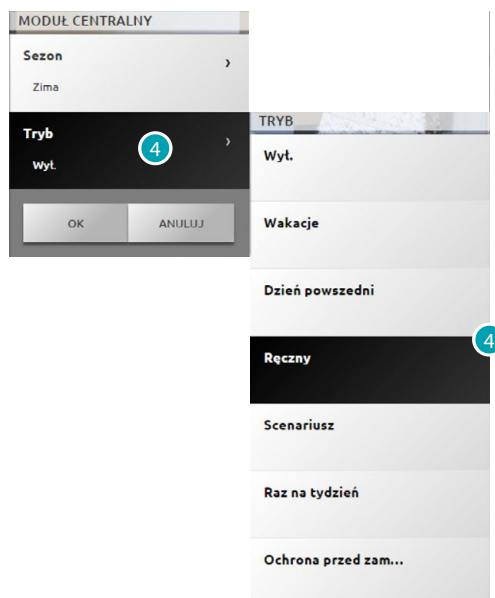 MODUŁ CENTRALNY
Sezon
Zima
Tryb
4
Wył.
OK
ANULUJ
TRYB
Wył.
Wakacje
Dzień powszedni
4
Ręczny
Scenariusz
Raz na tydzień
Ochrona przed zam...